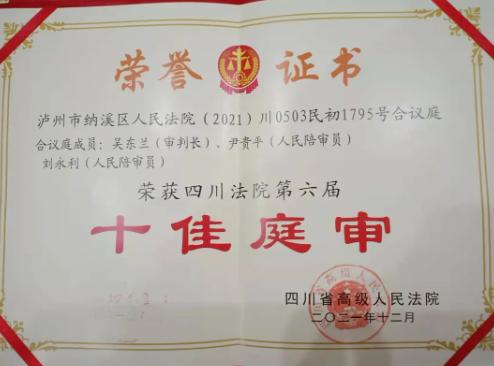 荣誉证书
泸州市纳溪区人民法院（2021）川0503民初1795号合议庭
合议庭成员：吴东兰（审判长）、尹贵平（人民陪审员）
刘永利（人民陪审员）
荣获四川法院第六届
十佳庭审
四川省高级人民法院
二〇二一年十二月